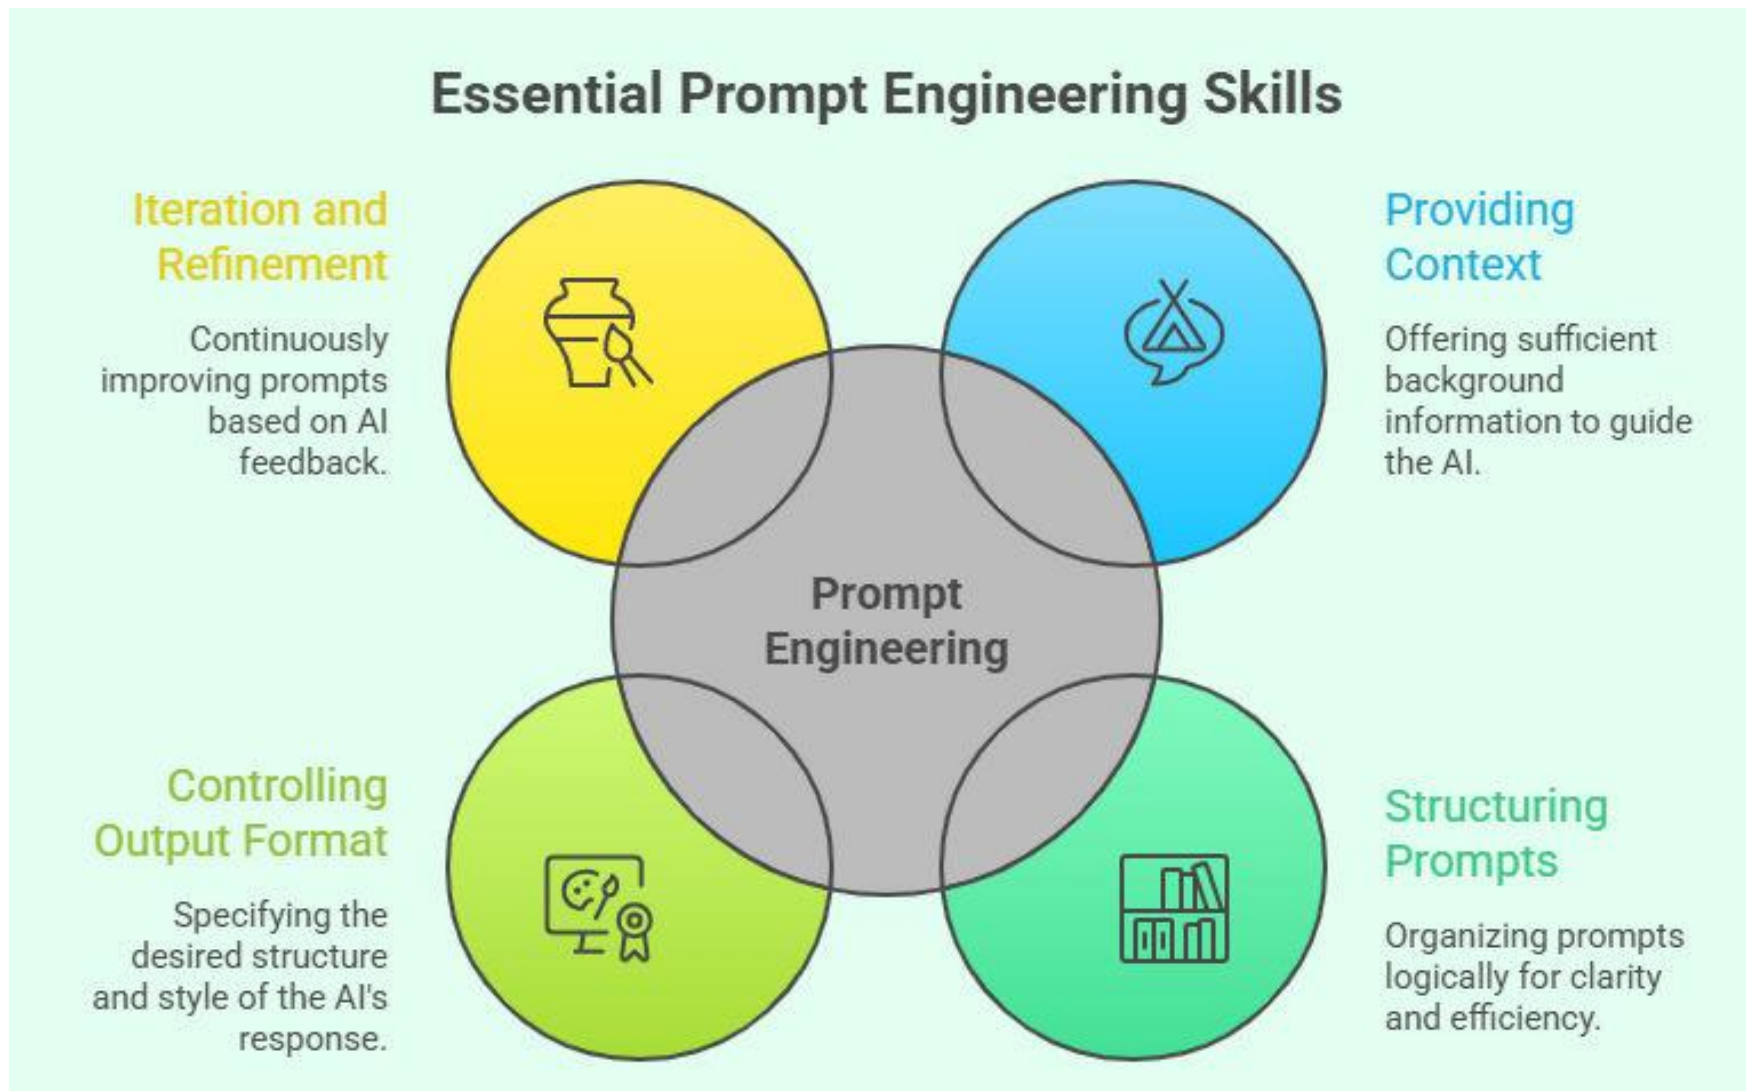 Essential Prompt Engineering Skills
Iteration and
Refinement
Continuously
improving prompts
based on AI
feedback.
Providing
Context
Offering sufficient
background
information to guide
the AI.
Prompt
Engineering
Controlling
Output Format
Specifying the
desired structure
and style of the AI's
response.
Structuring
Prompts
Organizing prompts
logically for clarity
and efficiency.